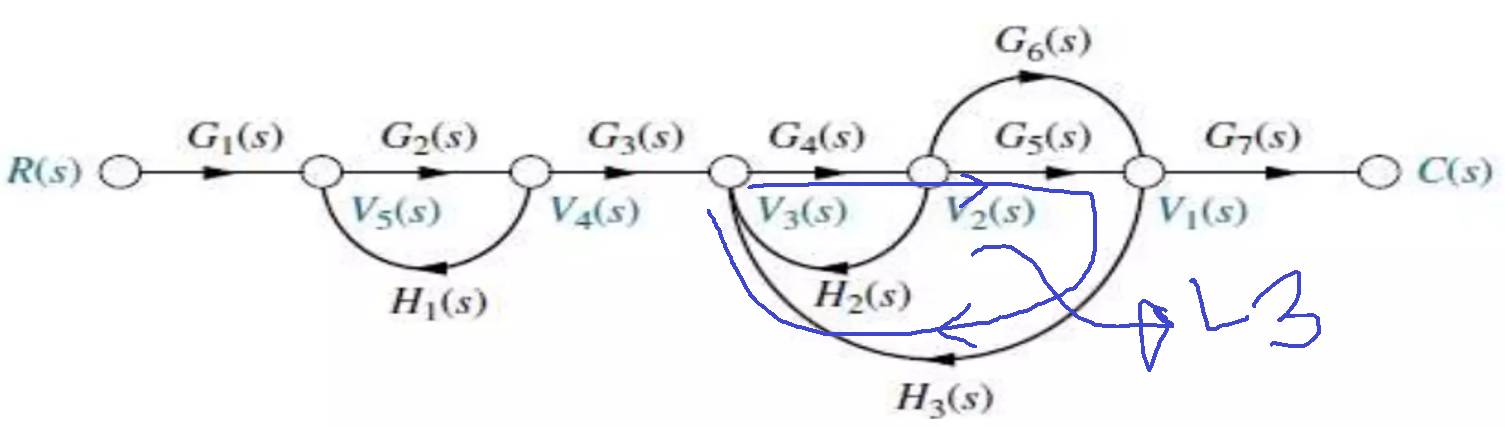 G₆(s)
G₁(s) G₂(s) G₃(s) G₄(s) G₅(s) G₇(s)
R(s) C(s)
V₅(s) V₄(s) V₃(s) V₂(s) V₁(s)
H₁(s) H₂(s) L3
H₃(s)